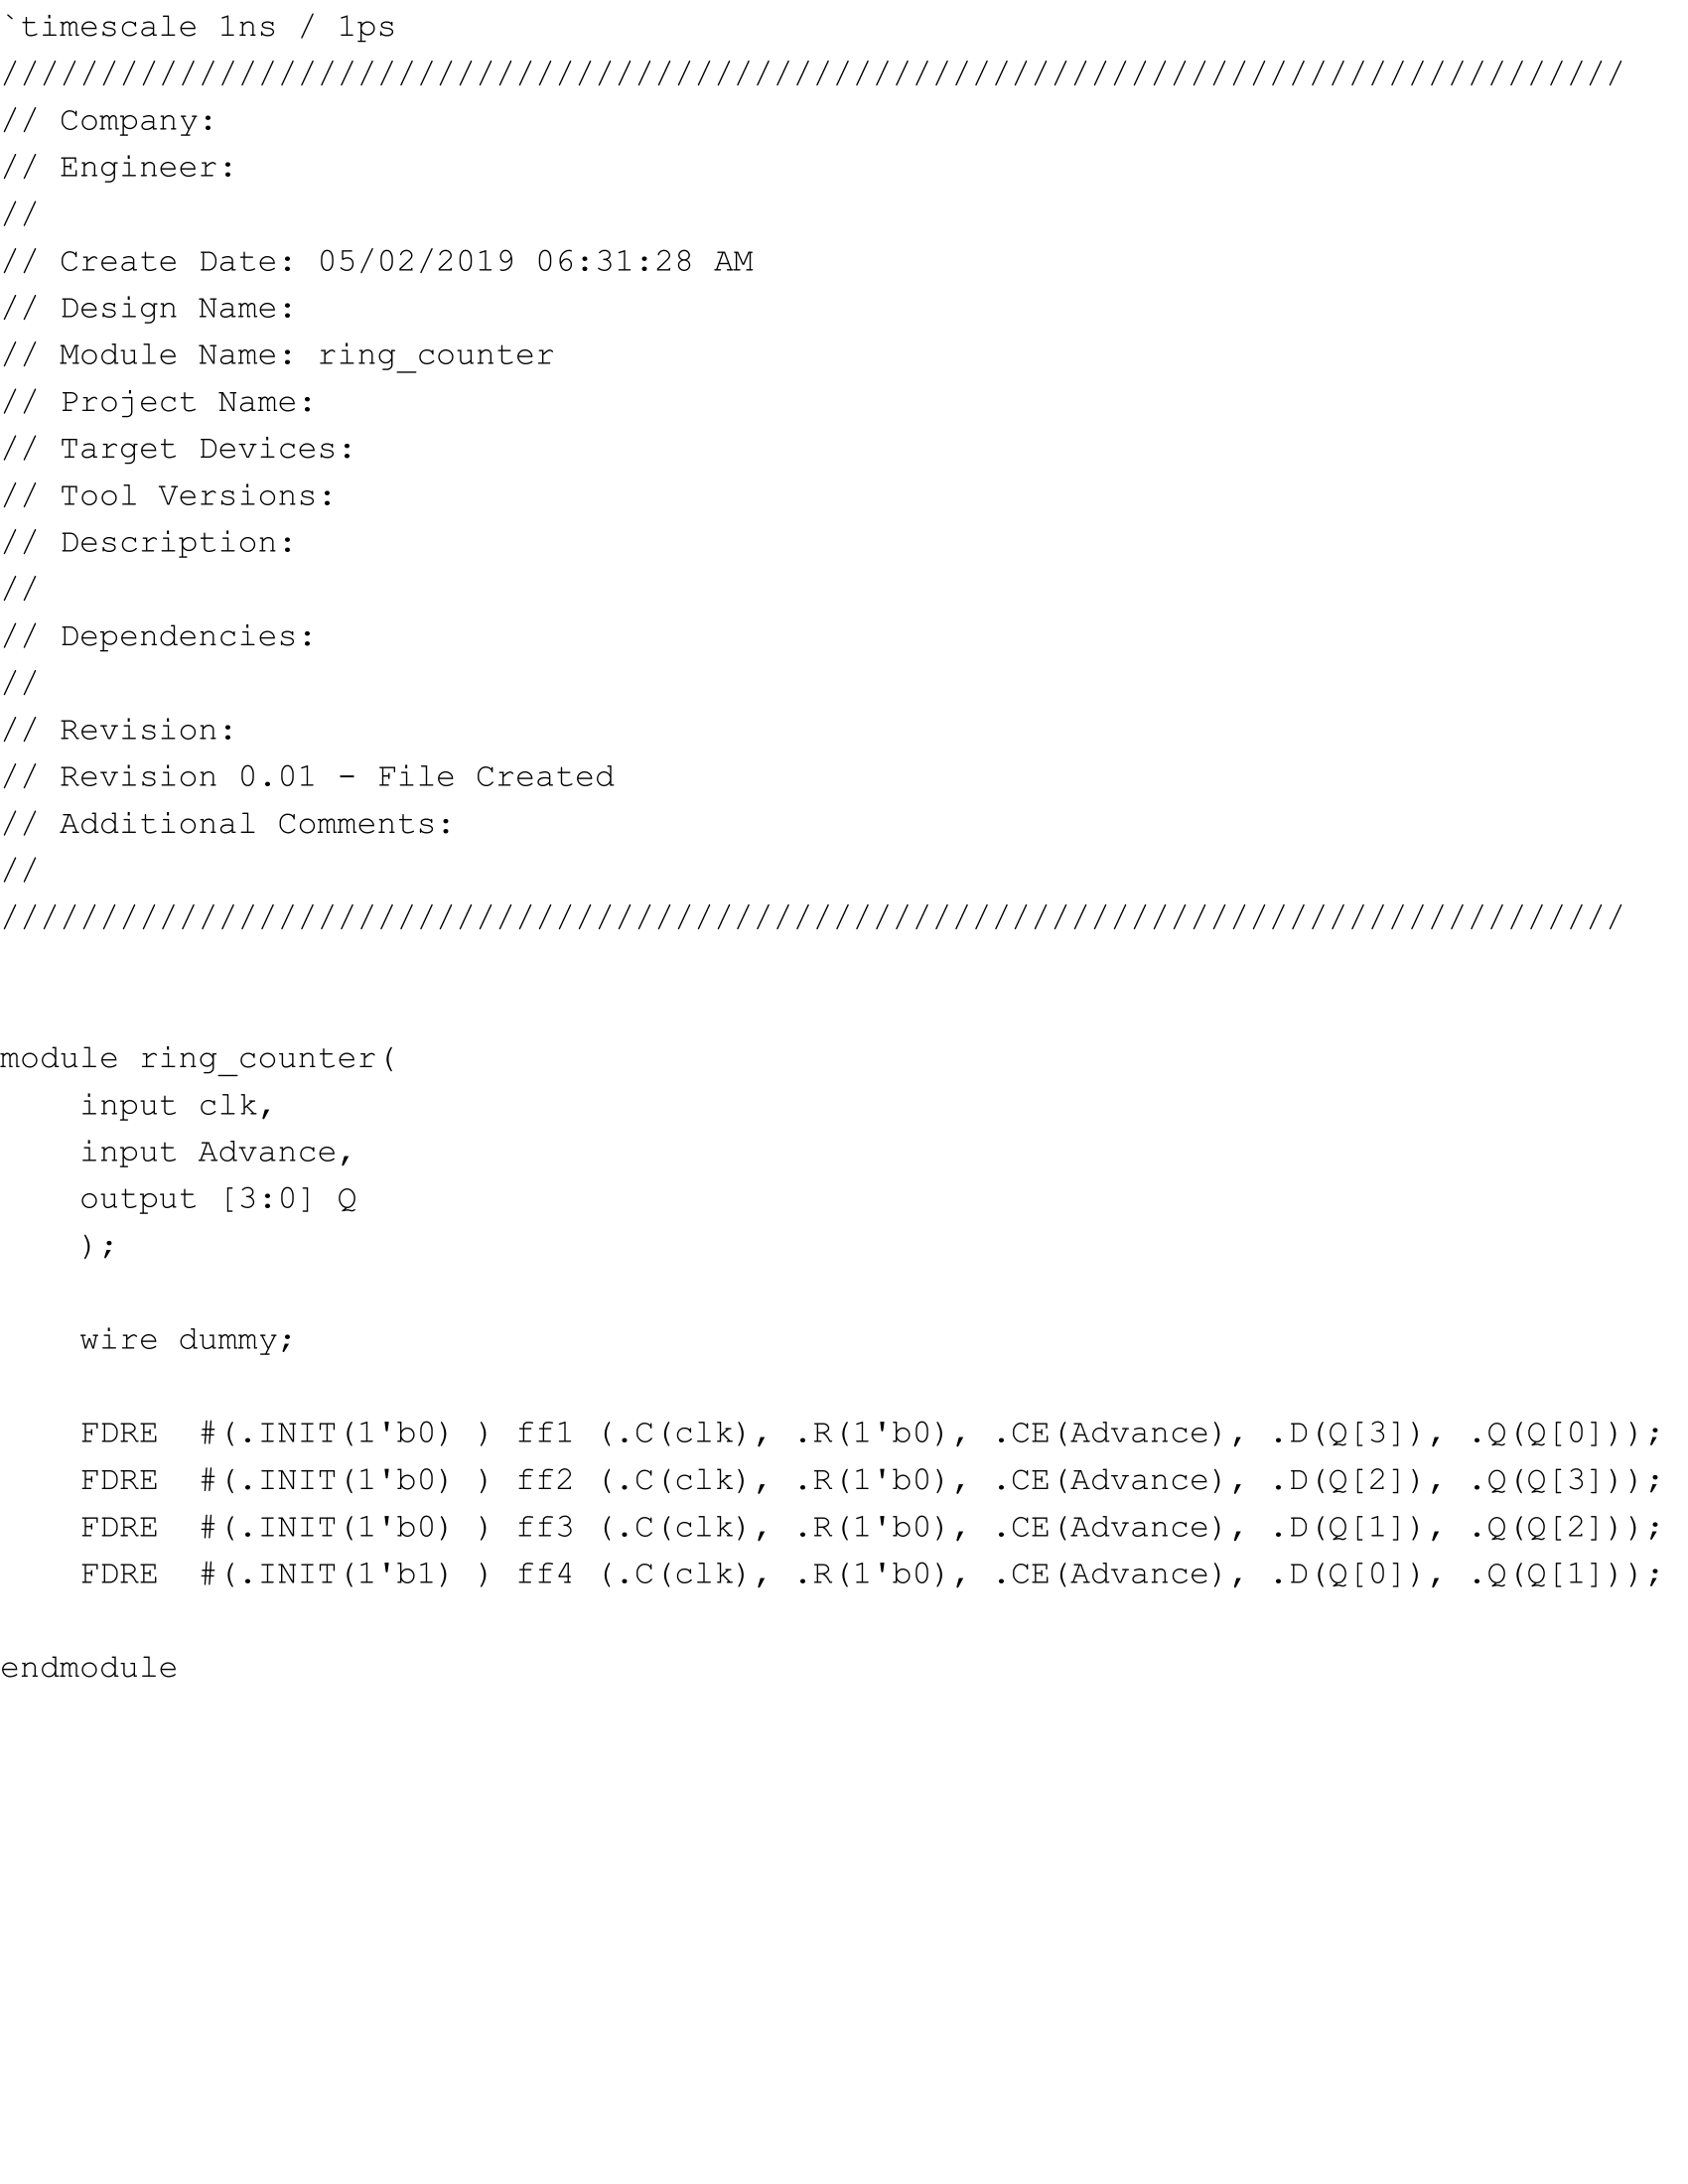 `timescale 1ns / 1ps
//////////////////////////////////////////////////////////////////////////////////
// Company:
// Engineer:
//
// Create Date: 05/02/2019 06:31:28 AM
// Design Name:
// Module Name: ring_counter
// Project Name:
// Target Devices:
// Tool Versions:
// Description:
//
// Dependencies:
//
// Revision:
// Revision 0.01 - File Created
// Additional Comments:
//
//////////////////////////////////////////////////////////////////////////////////
module ring_counter(
    input clk,
    input Advance,
    output [3:0] Q
    );
    wire dummy;
    FDRE  #(.INIT(1'b0) ) ff1 (.C(clk), .R(1'b0), .CE(Advance), .D(Q[3]), .Q(Q[0]));
    FDRE  #(.INIT(1'b0) ) ff2 (.C(clk), .R(1'b0), .CE(Advance), .D(Q[2]), .Q(Q[3]));
    FDRE  #(.INIT(1'b0) ) ff3 (.C(clk), .R(1'b0), .CE(Advance), .D(Q[1]), .Q(Q[2]));
    FDRE  #(.INIT(1'b1) ) ff4 (.C(clk), .R(1'b0), .CE(Advance), .D(Q[0]), .Q(Q[1]));
endmodule